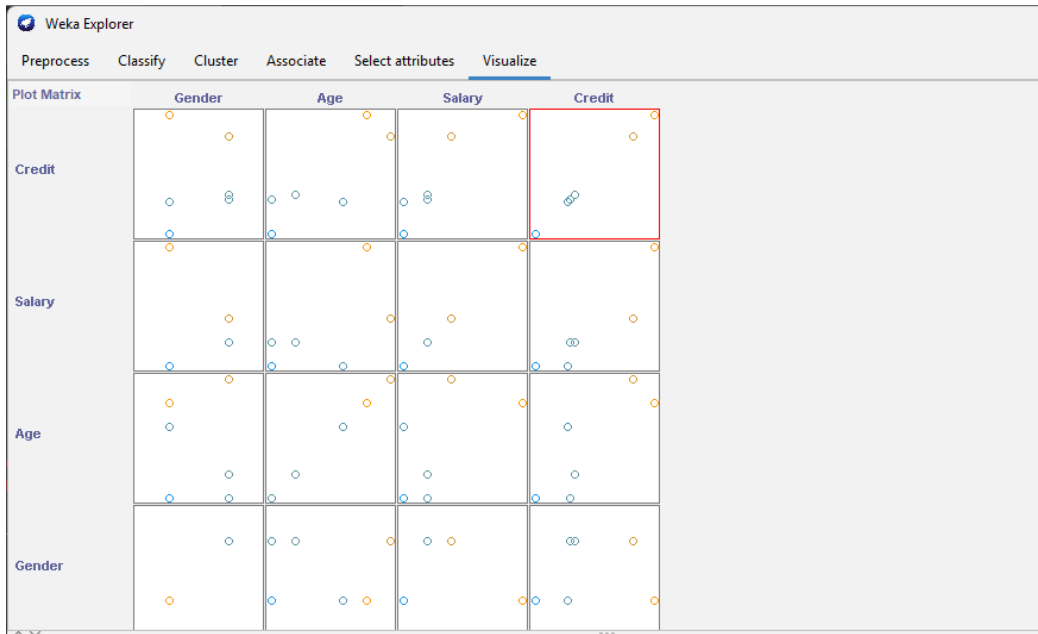 Weka Explorer
Preprocess Classify Cluster Associate Select attributes Visualize
Plot Matrix Gender Age Salary Credit
Credit
Salary
Age
Gender